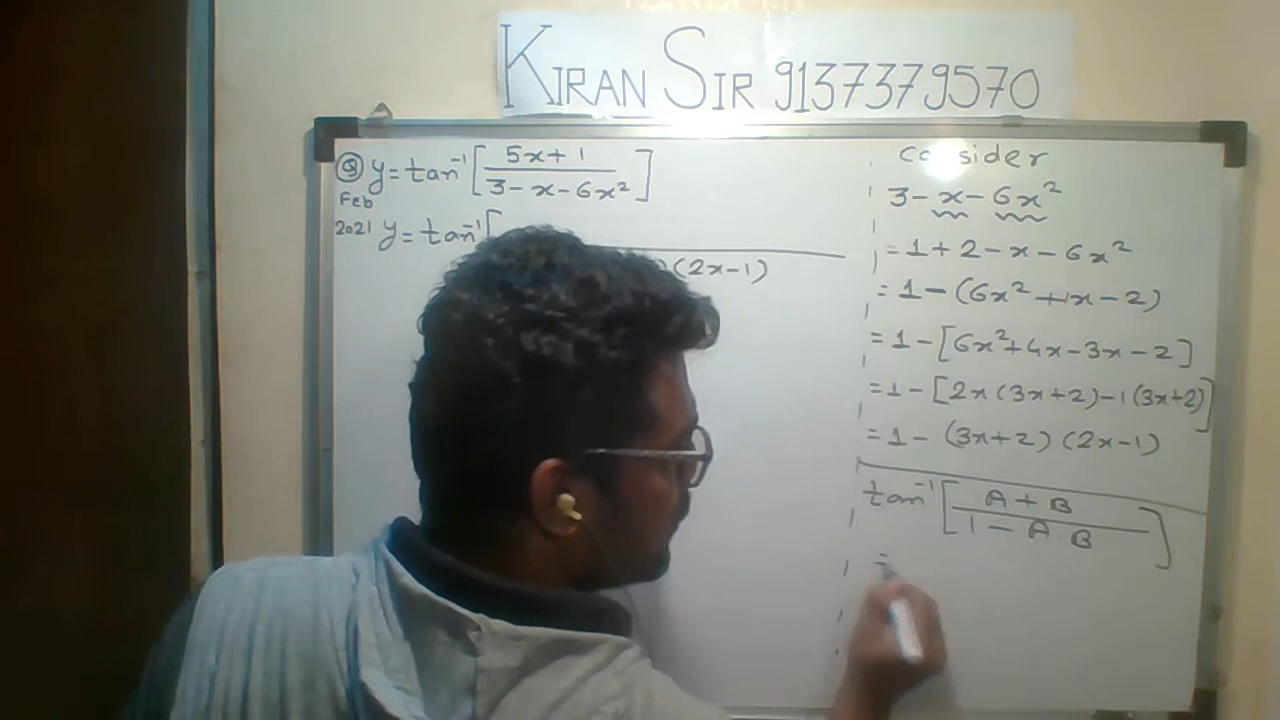 KIRAN SIR 9137379570
Q y = tan⁻¹ [ 5x+1 / 3-x-6x² ]
Feb
2021 y = tan⁻¹ [
)(2x-1)
sider
3-x-6x²
= 1+2-x-6x²
= 1-(6x²+1x-2)
= 1-[6x²+4x-3x-2]
= 1-[2x(3x+2)-1(3x+2)]
= 1-(3x+2)(2x-1)
tan⁻¹ [ A+B / 1-A B ]
=